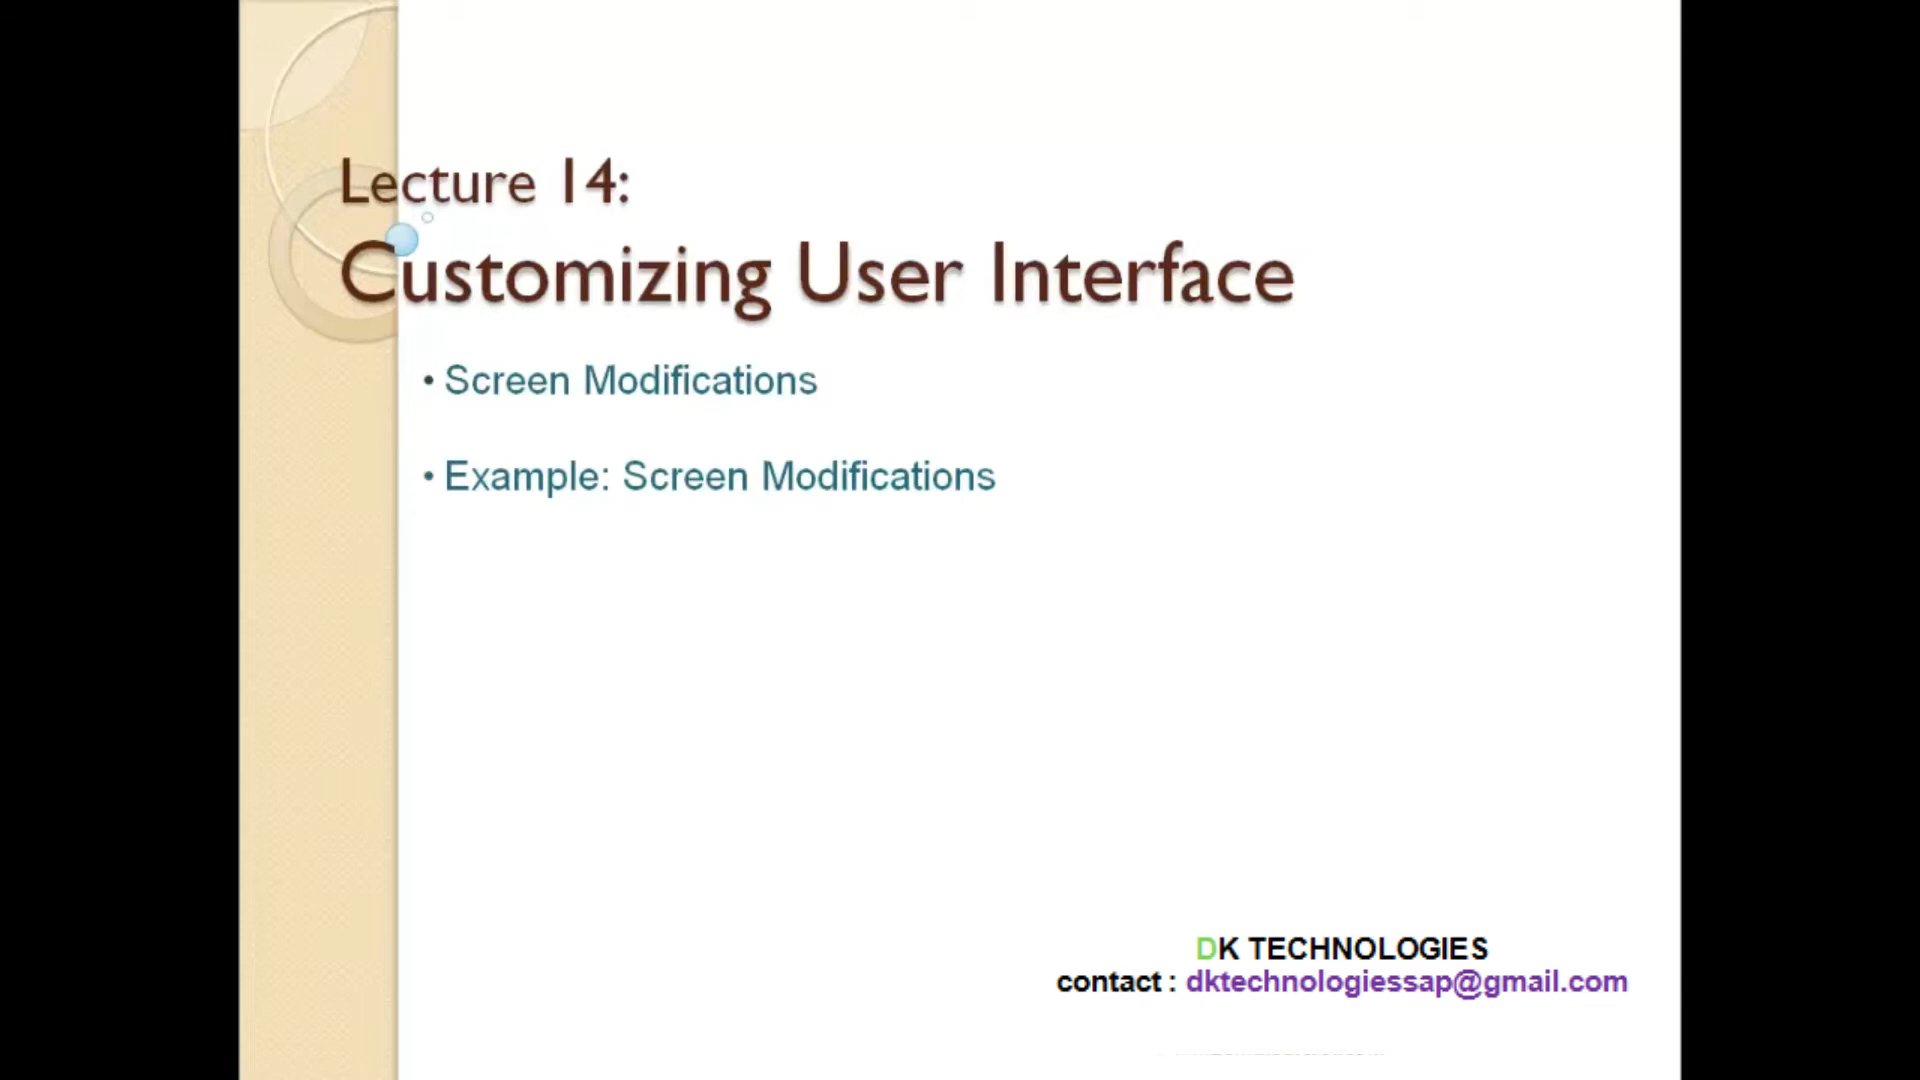 Lecture 14:
Customizing User Interface
• Screen Modifications
• Example: Screen Modifications
DK TECHNOLOGIES
contact : dktechnologiessap@gmail.com